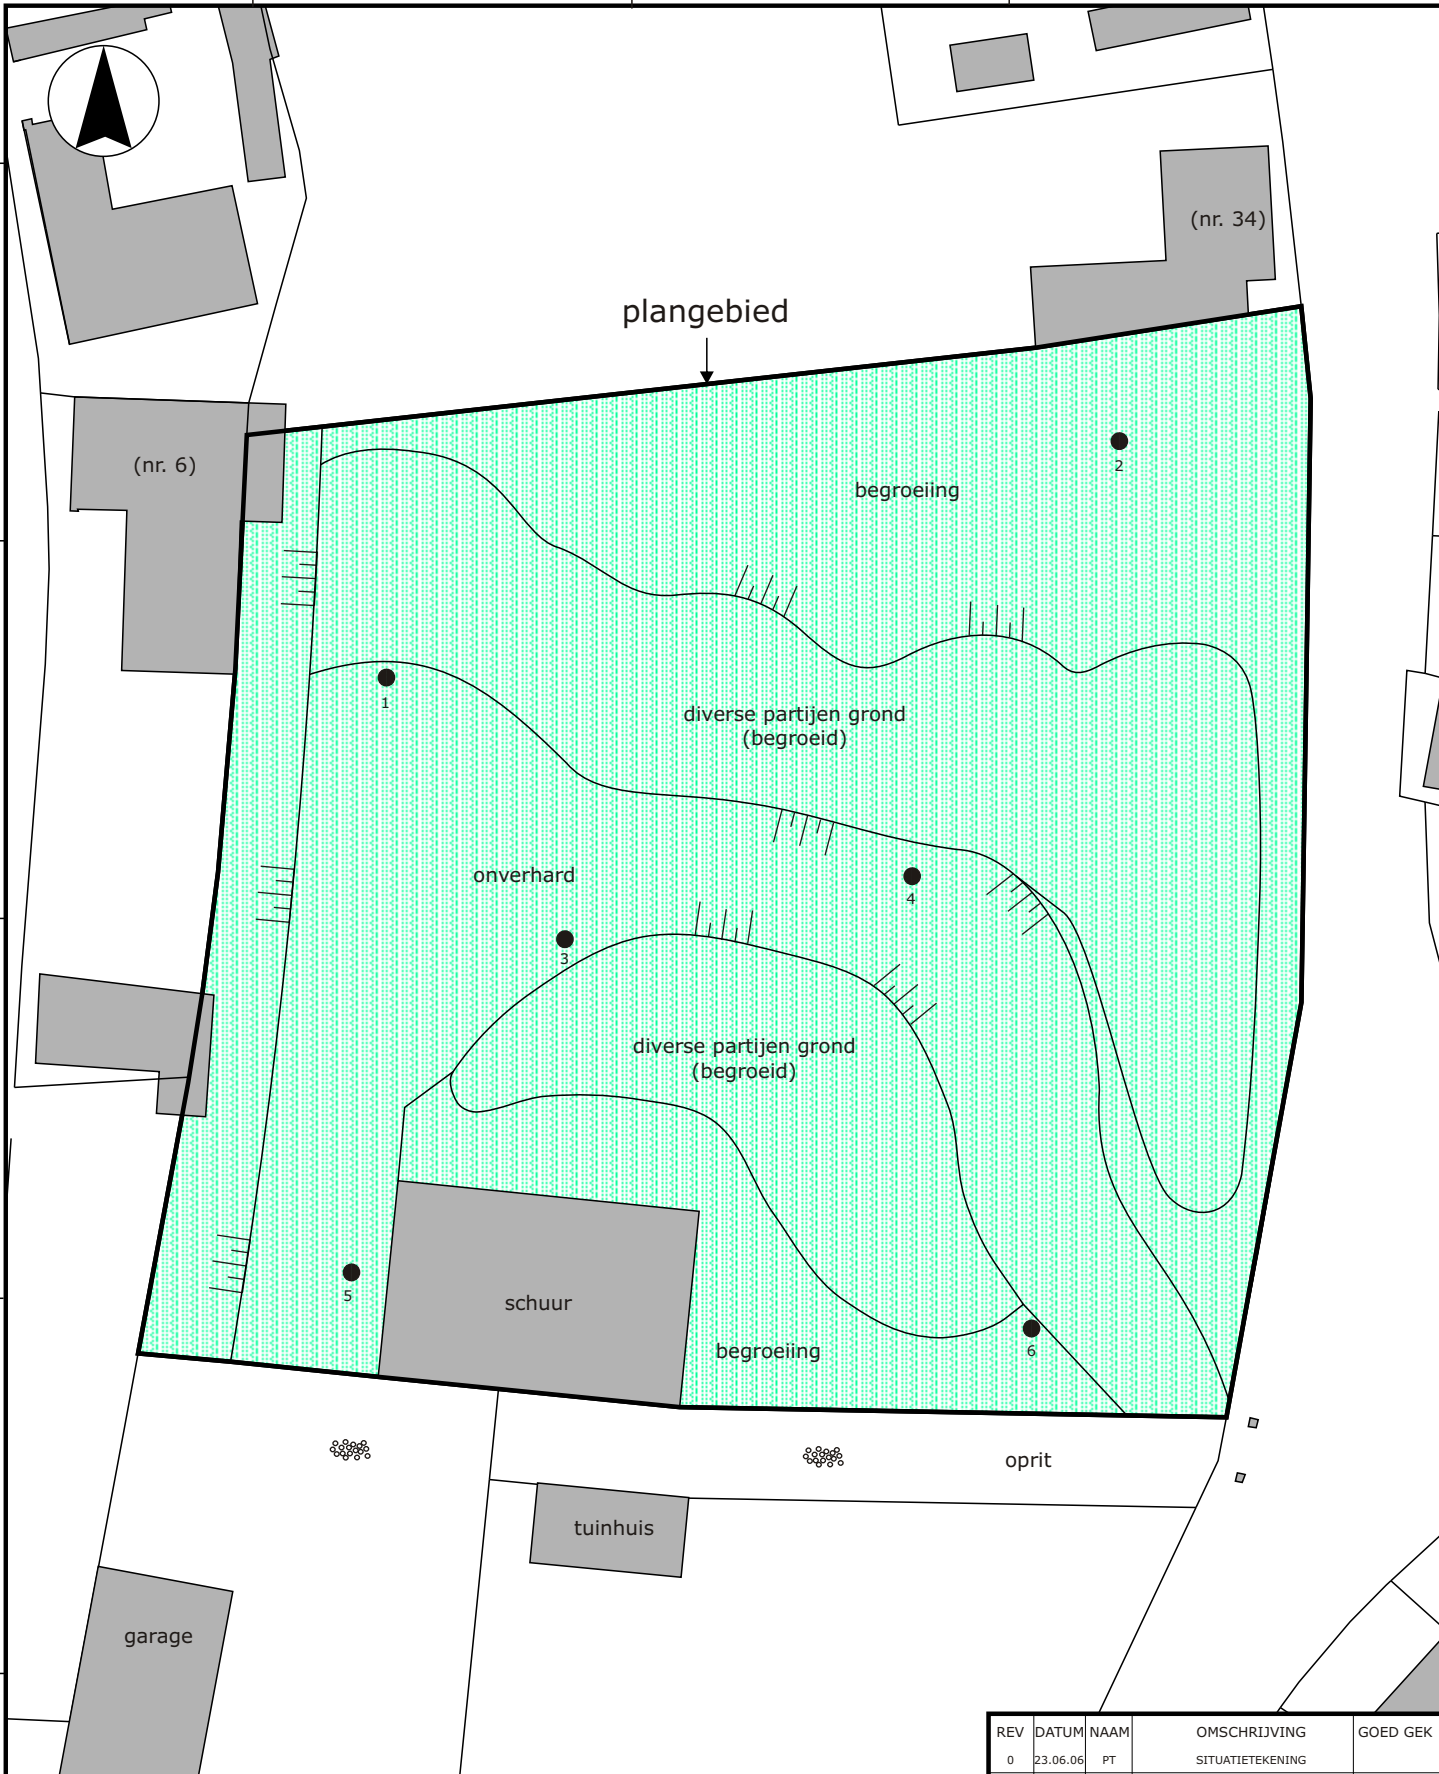 (nr. 34)
plangebied
(nr. 6)
2
begroeiing
1
diverse partijen grond
(begroeid)
onverhard
4
3
diverse partijen grond
(begroeid)
5
schuur
begroeiing
6
oprit
tuinhuis
garage
REV DATUM NAAM OMSCHRIJVING GOED GEK
0 23.06.06 PT SITUATIETEKENING